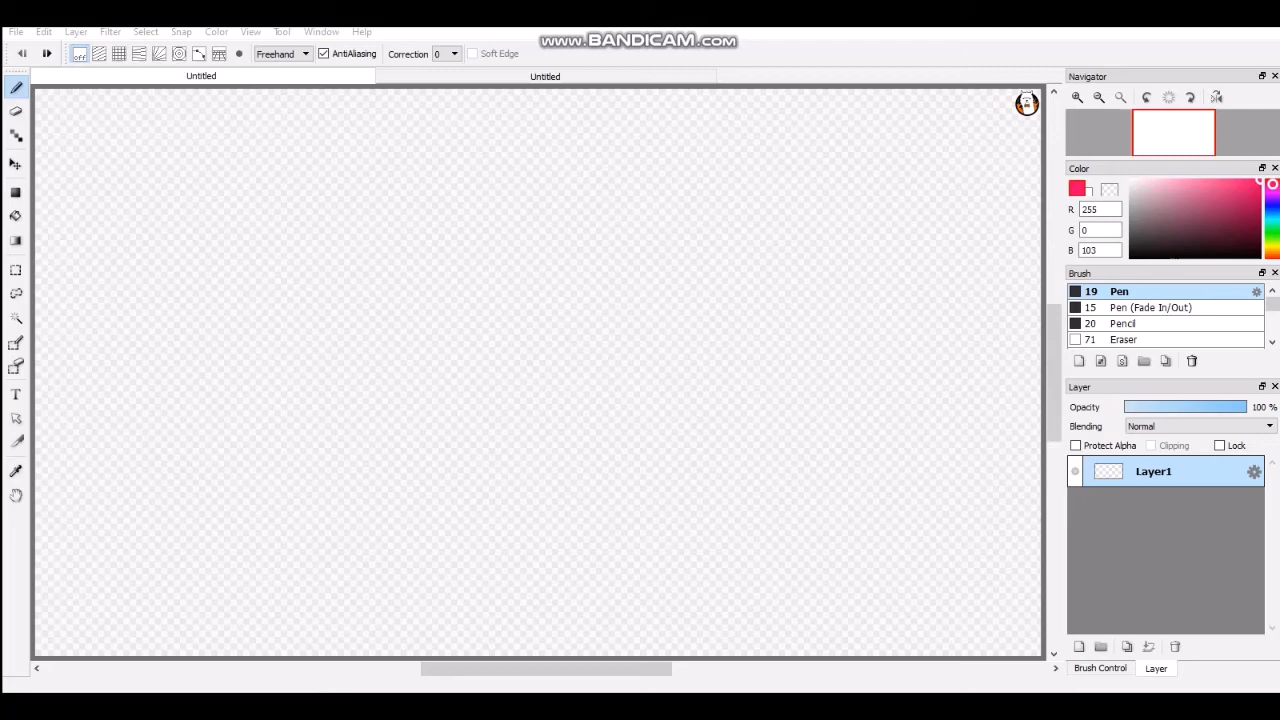 File Edit Layer Filter Select Snap Color View Tool Window Help
www.BANDICAM.com
off Freehand AntiAliasing Correction 0 Soft Edge
Untitled Untitled
Navigator
Color
R 255
G 0
B 103
Brush
19 Pen
15 Pen (Fade In/Out)
20 Pencil
71 Eraser
Layer
Opacity 100 %
Blending Normal
Protect Alpha Clipping Lock
Layer1
Brush Control Layer